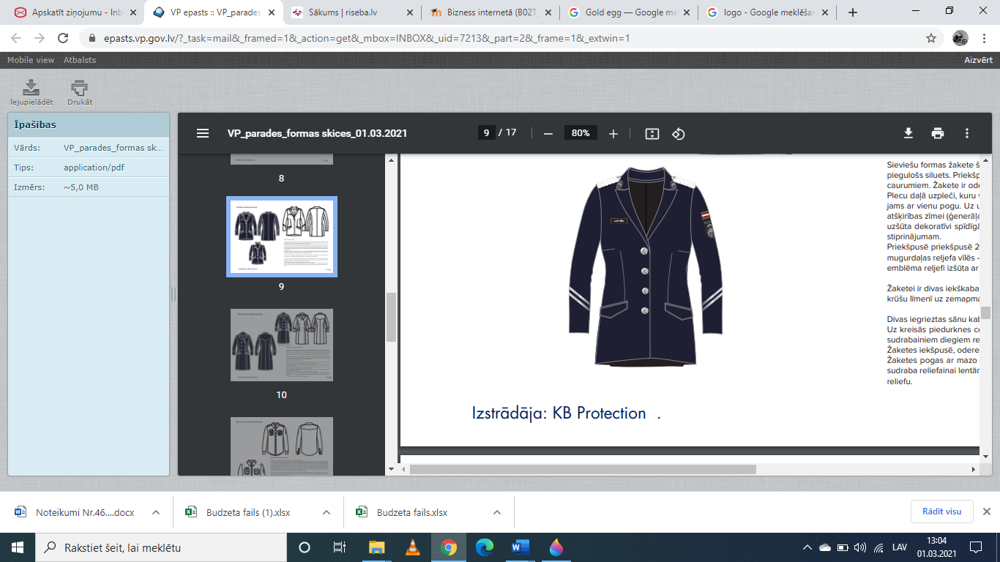 Apskatīt ziņojumu - Inb
VP epasts :: VP_parades_
Sākums | riseba.lv
Bizness internetā (B02T_
Gold egg — Google me
logo - Google meklēšan
epasts.vp.gov.lv/?_task=mail&_framed=1&_action=get&_mbox=INBOX&_uid=7213&_part=2&_frame=1&_extwin=1
Mobile view Atbalsts
Aizvērt
lejupielādēt
Drukāt
Īpašības
Vārds: VP_parades_formas sk...
Tips: application/pdf
Izmērs: ~5,0 MB
VP_parades_formas skices_01.03.2021
9 / 17
80%
8
9
10
Sieviešu formas žakete š
piegulošs siluets. Priekšp
caurumiem. Žakete ir ode
Plecu daļā uzpleči, kuru v
jams ar vienu pogu. Uz u
atšķirības zīmei (ģenerāļa
uzšūta dekoratīvi spīdīgā
stiprinājumam.
Priekšpusē priekšpusē 2
mugurdaļas reljefa vīlēs –
emblēma reljefi izšūta ar
Žaketei ir divas iekškaba
krūšu līmenī uz zemapma
Divas iegrieztas sānu kab
Uz kreisās piedurknes ce
sudrabainiem diegiem re
Žaketes iekšpusē, oderē
Žaketes pogas ar mazo
sudraba reliefainai lentār
reliefu.
Izstrādāja: KB Protection .
Noteikumi Nr.46....docx
Budzeta fails (1).xlsx
Budzeta fails.xlsx
Rādīt visu
Rakstiet šeit, lai meklētu
LAV
13:04
01.03.2021